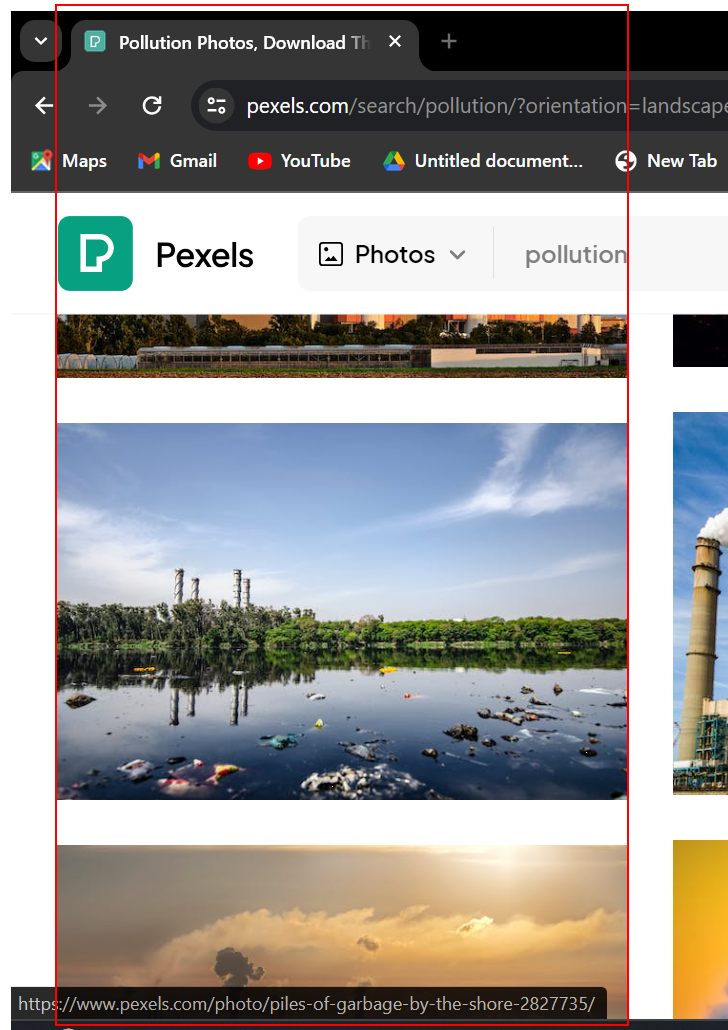 Pollution Photos, Download Th
pexels.com/search/pollution/?orientation=landscape
Maps Gmail YouTube Untitled document... New Tab
Pexels Photos pollution
https://www.pexels.com/photo/piles-of-garbage-by-the-shore-2827735/